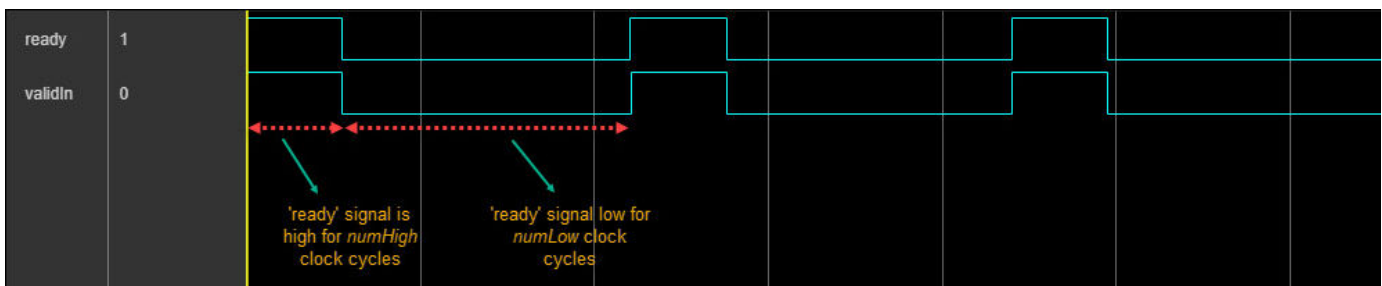 ready 1
validIn 0
'ready' signal is
high for numHigh
clock cycles
'ready' signal low for
numLow clock
cycles